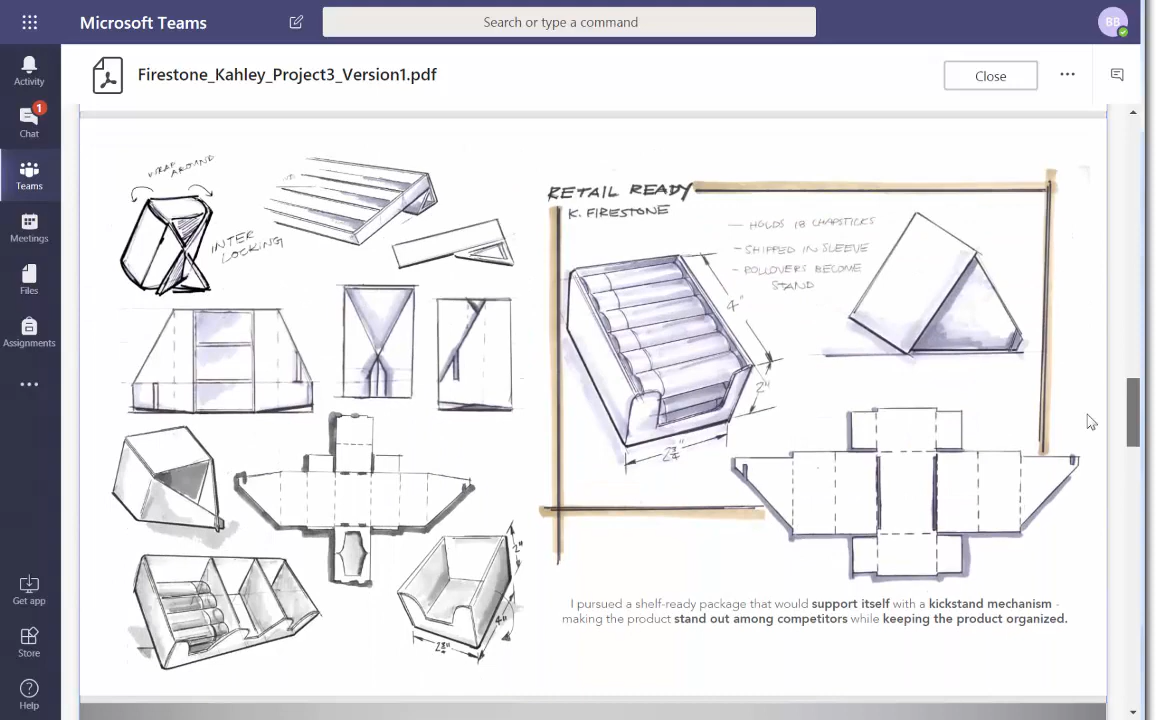 Microsoft Teams
Search or type a command
BB
Activity
Firestone_Kahley_Project3_Version1.pdf
Close
1
Chat
Teams
Meetings
Files
Assignments
Get app
Store
Help
WRAP AROUND
INTER
LOCKING
RETAIL READY
K. FIRESTONE
- HOLDS 18 CHAPSTICKS
- SHIPPED IN SLEEVE
- ROLLOVERS BECOME
STAND
4"
2"
2"
4"
I pursued a shelf-ready package that would support itself with a kickstand mechanism -
making the product stand out among competitors while keeping the product organized.